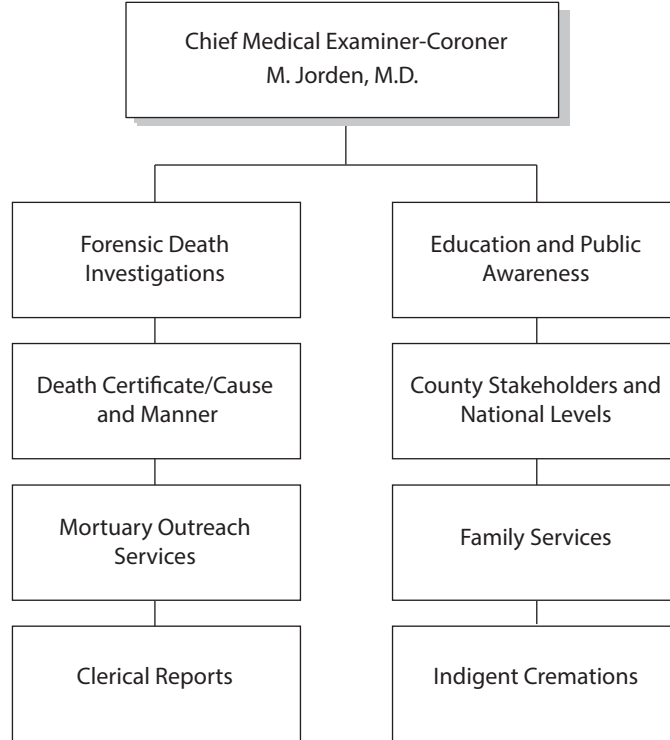 Chief Medical Examiner-Coroner
M. Jorden, M.D.
Forensic Death
Investigations
Education and Public
Awareness
Death Certificate/Cause
and Manner
County Stakeholders and
National Levels
Mortuary Outreach
Services
Family Services
Clerical Reports
Indigent Cremations